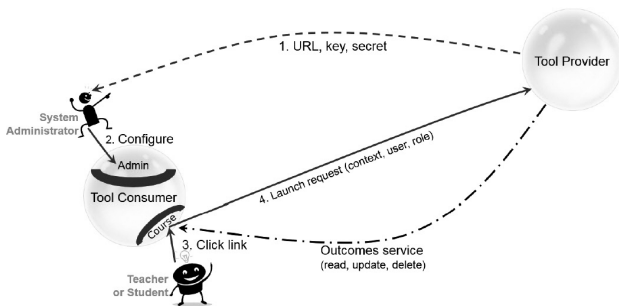 1. URL, key, secret
Tool Provider
System
Administrator
2. Configure
Admin
Tool Consumer
Course
3. Click link
4. Launch request (context, user, role)
Outcomes service
(read, update, delete)
Teacher
or Student